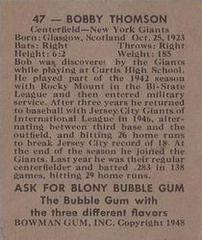 47 — BOBBY THOMSON
Centerfield—New York Giants
Born: Glasgow, Scotland Oct. 25, 1923
Bats: Right Throws: Right
Height: 6:2 Weight: 185
Bob was discovered by the Giants
while playing at Curtis High School.
He played part of the 1942 season
with Rocky Mount in the Bi-State
League and then entered military
service. After three years he returned
to baseball with Jersey City Giants of
International League in 1946, alter-
nating between third base and the
outfield, and hitting 26 home runs
to break Jersey City record of 18. At
the end of the season he joined the
Giants. Last year he was their regular
centerfielder and batted .283 in 138
games, hitting 29 home runs.
ASK FOR BLONY BUBBLE GUM
The Bubble Gum with
the three different flavors
BOWMAN GUM, INC. Copyright 1948